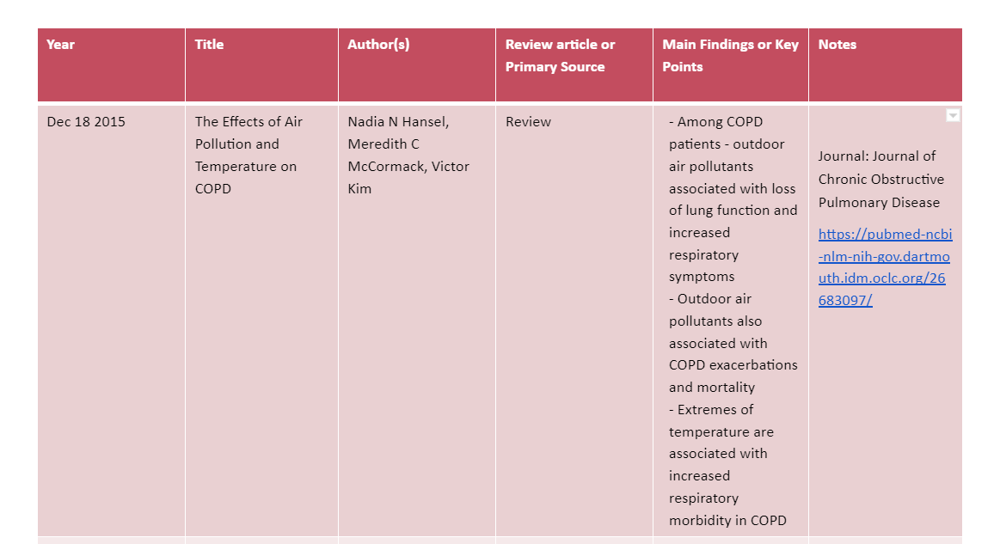 Year
Title
Author(s)
Review article or
Primary Source
Main Findings or Key
Points
Notes
Dec 18 2015
The Effects of Air
Pollution and
Temperature on
COPD
Nadia N Hansel,
Meredith C
McCormack, Victor
Kim
Review
- Among COPD
patients - outdoor
air pollutants
associated with loss
of lung function and
increased
respiratory
symptoms
- Outdoor air
pollutants also
associated with
COPD exacerbations
and mortality
- Extremes of
temperature are
associated with
increased
respiratory
morbidity in COPD
Journal: Journal of
Chronic Obstructive
Pulmonary Disease
https://pubmed-ncbi
-nlm-nih-gov.dartmo
uth.idm.oclc.org/26
683097/